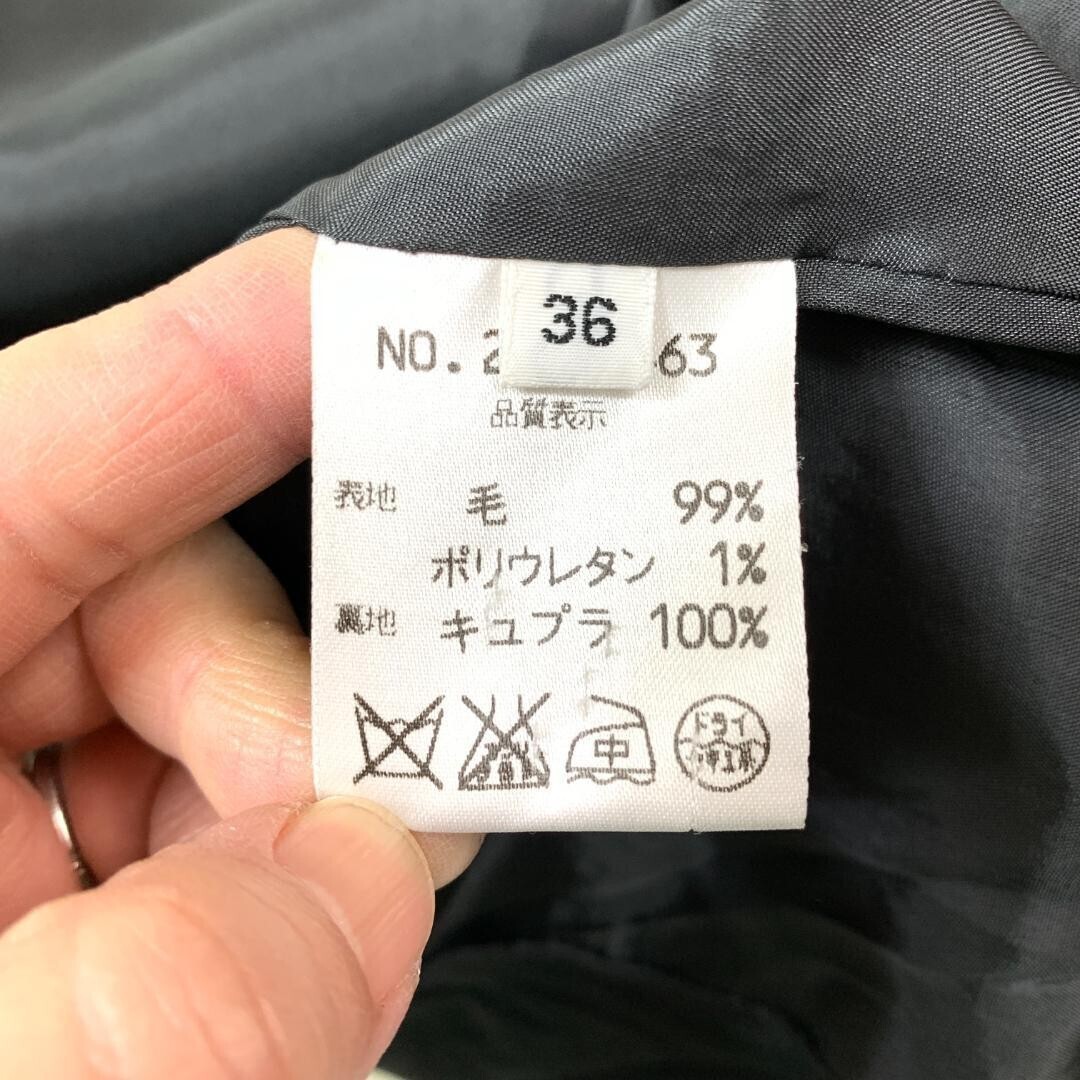 36
NO.2 63
品質表示
表地 毛 99%
ポリウレタン 1%
裏地 キュプラ 100%
中 ドライ